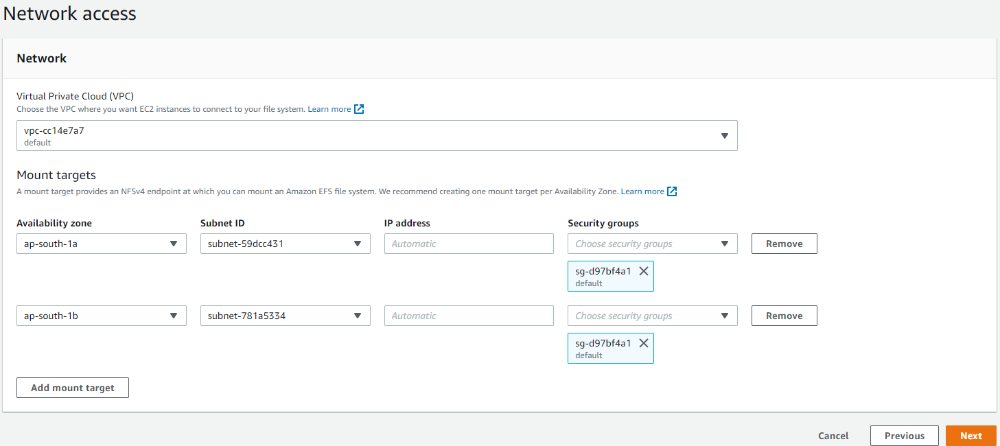 Network access
Network
Virtual Private Cloud (VPC)
Choose the VPC where you want EC2 instances to connect to your file system. Learn more
vpc-cc14e7a7
default
Mount targets
A mount target provides an NFSv4 endpoint at which you can mount an Amazon EFS file system. We recommend creating one mount target per Availability Zone. Learn more
Availability zone Subnet ID IP address Security groups
ap-south-1a subnet-59dcc431 Automatic Choose security groups Remove
sg-d97bf4a1
default
ap-south-1b subnet-781a5334 Automatic Choose security groups Remove
sg-d97bf4a1
default
Add mount target
Cancel Previous Next